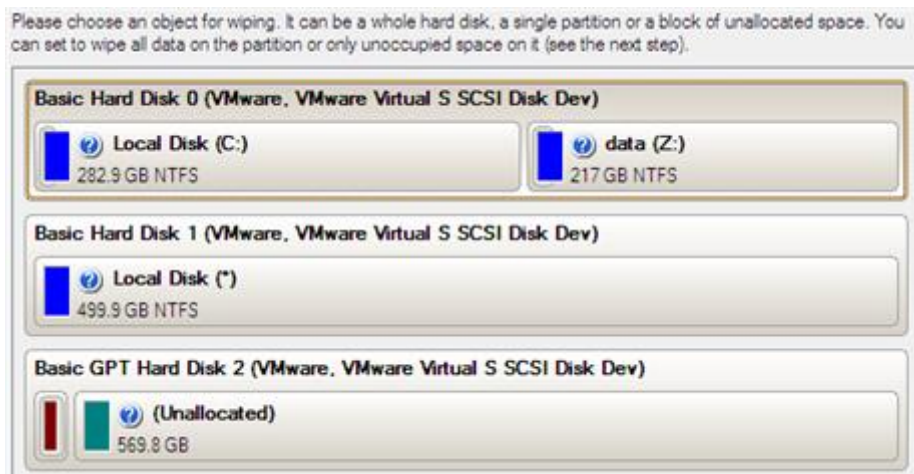 Please choose an object for wiping. It can be a whole hard disk, a single partition or a block of unallocated space. You
can set to wipe all data on the partition or only unoccupied space on it (see the next step).
Basic Hard Disk 0 (VMware, VMware Virtual S SCSI Disk Dev)
Local Disk (C:)
282.9 GB NTFS
data (Z:)
217 GB NTFS
Basic Hard Disk 1 (VMware, VMware Virtual S SCSI Disk Dev)
Local Disk (*)
499.9 GB NTFS
Basic GPT Hard Disk 2 (VMware, VMware Virtual S SCSI Disk Dev)
(Unallocated)
569.8 GB